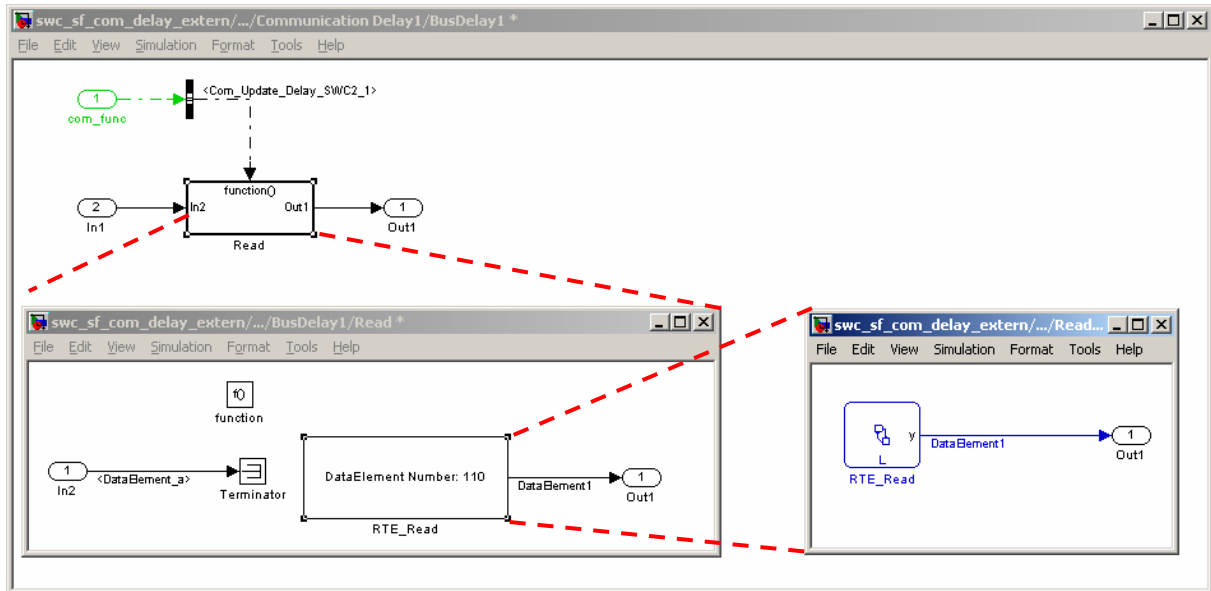 swc_sf_com_delay_extern/.../Communication Delay1/BusDelay1 *
File Edit View Simulation Format Tools Help
<Com_Update_Delay_SWC2_1>
1
com_func
function()
2
In2
Out1
1
In1
Out1
Read
swc_sf_com_delay_extern/.../BusDelay1/Read *
File Edit View Simulation Format Tools Help
f()
function
1
In2
<DataElement_a>
Terminator
DataElement Number: 110
RTE_Read
DataElement1
1
Out1
swc_sf_com_delay_extern/.../Read...
File Edit View Simulation Format Tools Help
y
L
RTE_Read
DataElement1
1
Out1